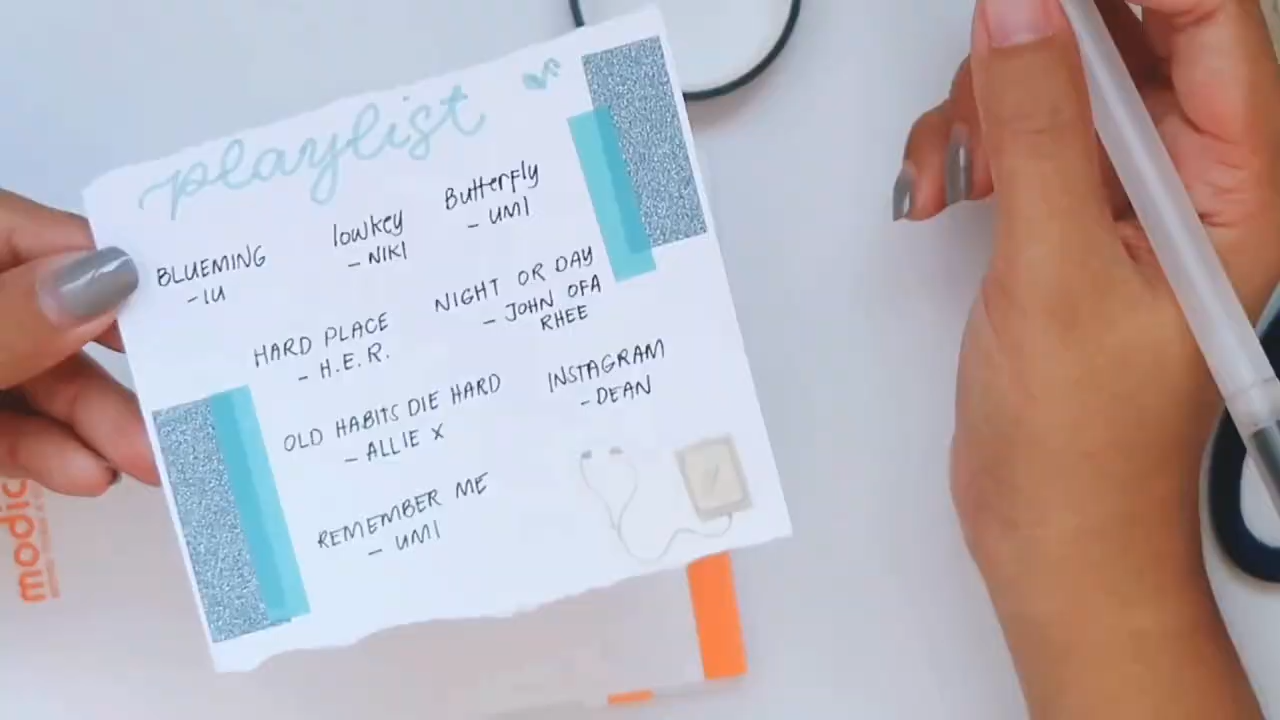 playlist
BLUEMING
- IU
lowkey
- NIKI
Butterfly
- UMI
HARD PLACE
- H.E.R.
NIGHT OR DAY
- JOHN OFA
RHEE
OLD HABITS DIE HARD
- ALLIE X
INSTAGRAM
- DEAN
REMEMBER ME
- UMI
modic